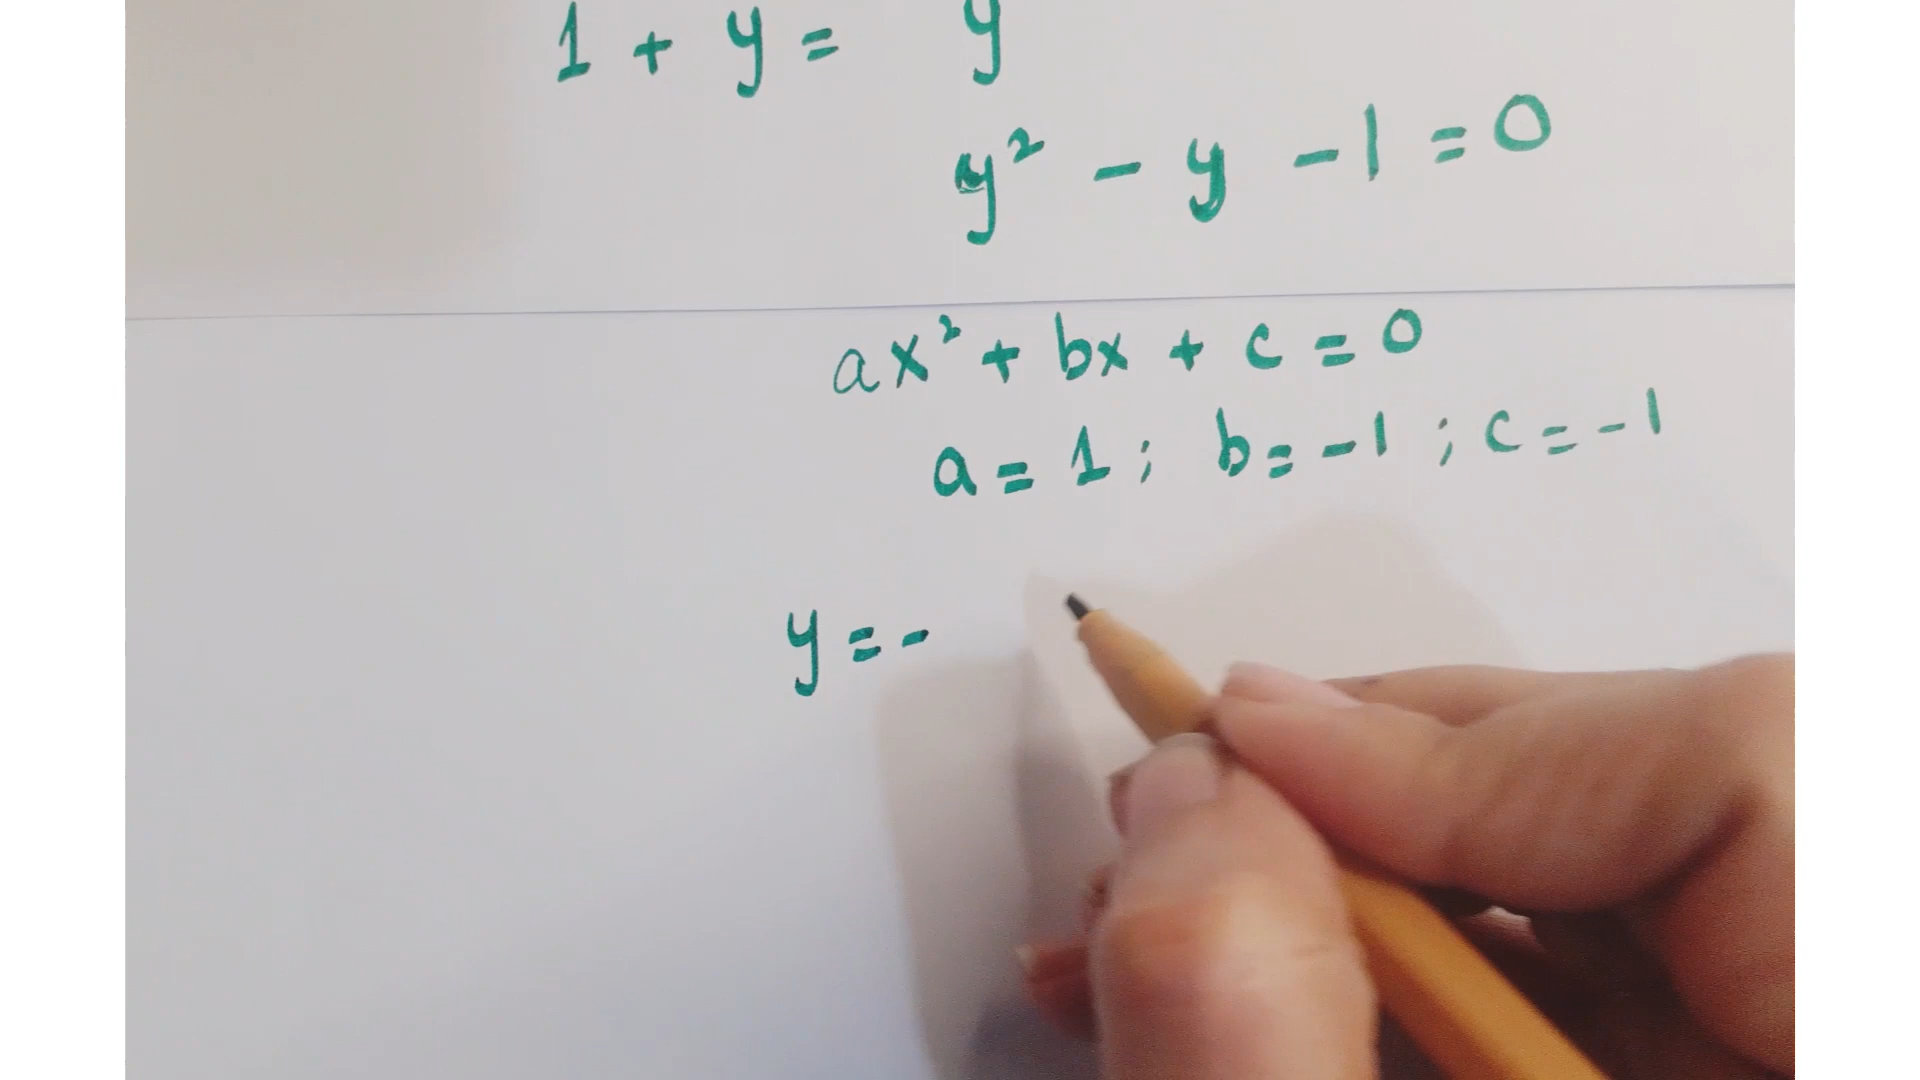 1 + y = y
y² - y - 1 = 0
ax² + bx + c = 0
a = 1 ; b = -1 ; c = -1
y = -